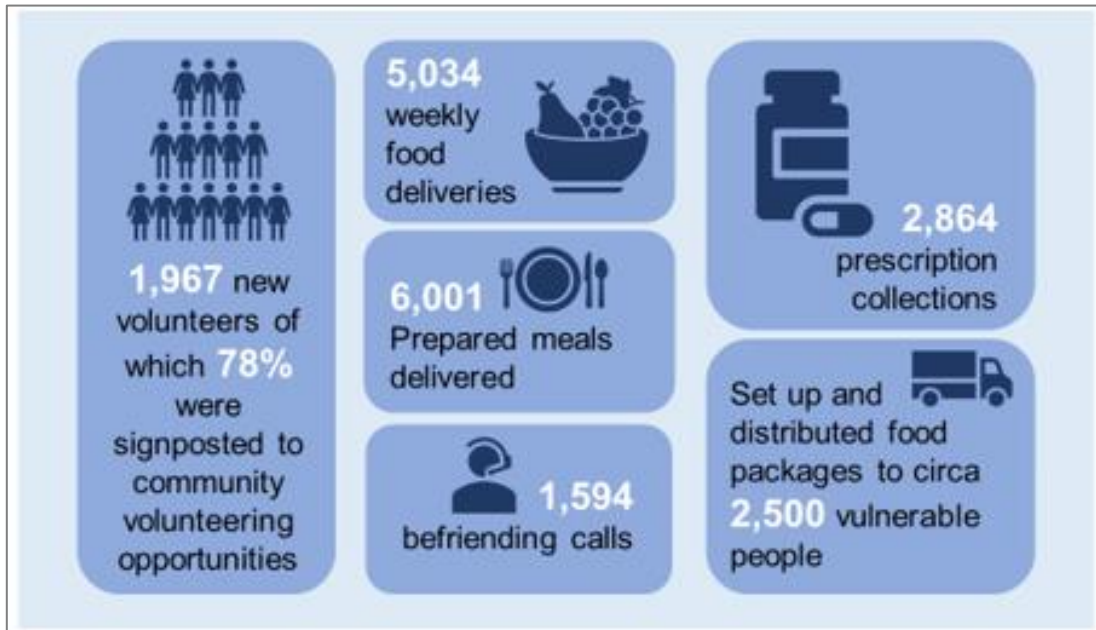 1,967 new
volunteers of
which 78%
were
signposted to
community
volunteering
opportunities
5,034
weekly
food
deliveries
6,001
Prepared meals
delivered
1,594
befriending calls
2,864
prescription
collections
Set up and
distributed food
packages to circa
2,500 vulnerable
people